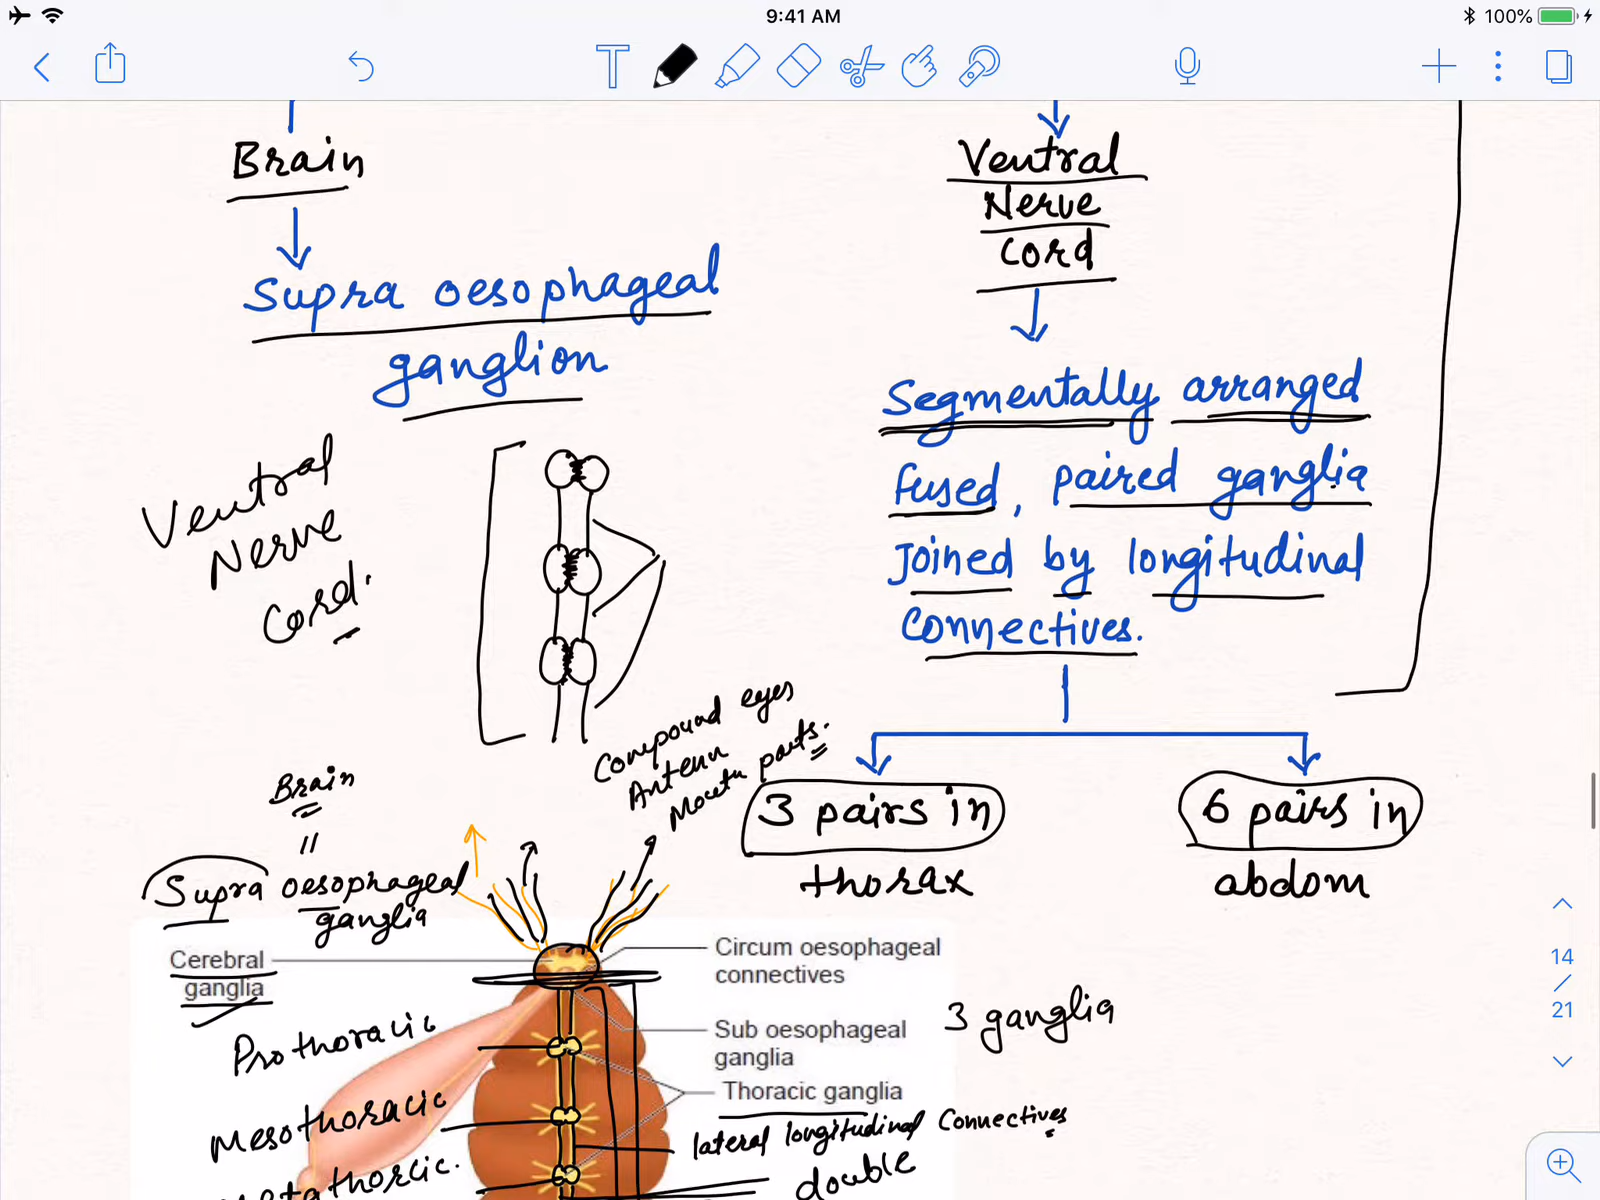 9:41 AM
100%
T
Brain
Supra oesophageal
ganglion
Ventral
Nerve
Cord.
Ventral
Nerve
Cord
Segmentally arranged
fused, paired ganglia
Joined by longitudinal
connectives.
3 pairs in
thorax
6 pairs in
abdom
Compound eyes
Antenn
Mouth parts.
Brain
=
Supra oesophageal
ganglia
Cerebral
ganglia
Circum oesophageal
connectives
Sub oesophageal
ganglia
3 ganglia
Thoracic ganglia
lateral longitudinal Connectives
double
Prothoracic
Mesothoracic
Metathorcic.
14
/
21